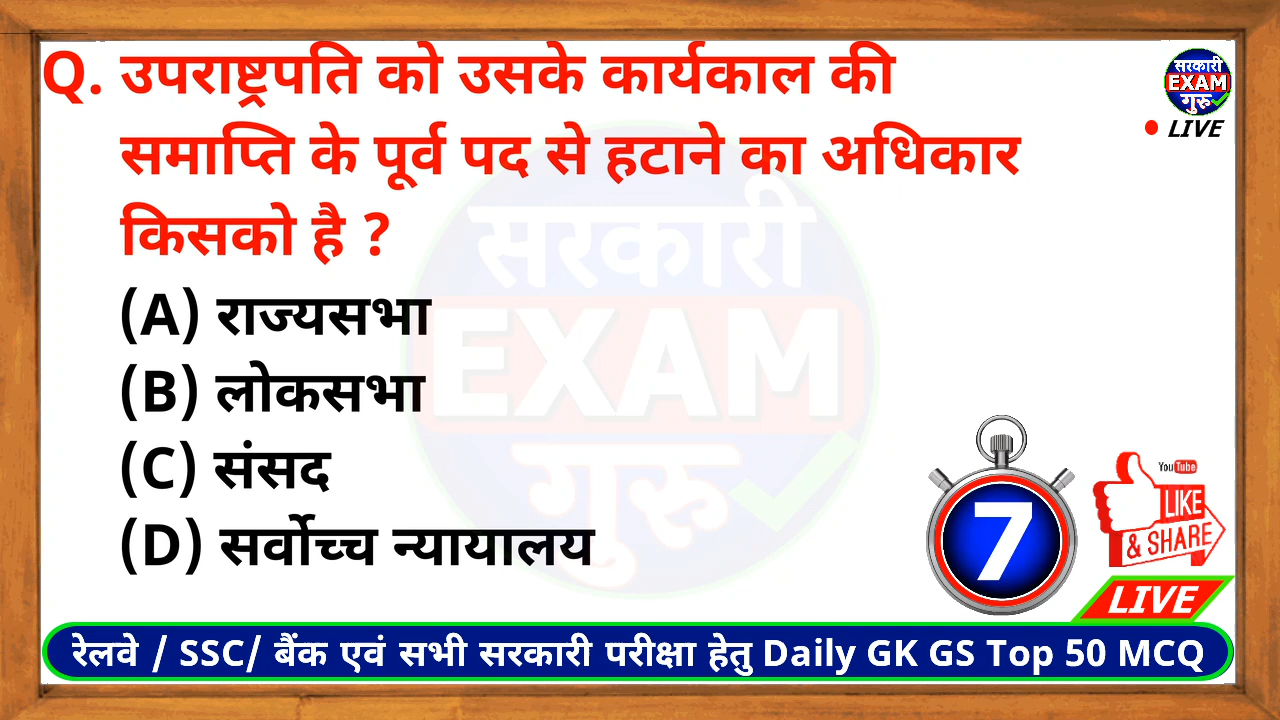 Q. उपराष्ट्रपति को उसके कार्यकाल की
समाप्ति के पूर्व पद से हटाने का अधिकार
किसको है ?
(A) राज्यसभा
(B) लोकसभा
(C) संसद
(D) सर्वोच्च न्यायालय
सरकारी
EXAM
गुरु
LIVE
सरकारी
EXAM
गुरु
7
YouTube
LIKE
& SHARE
LIVE
रेलवे / SSC/ बैंक एवं सभी सरकारी परीक्षा हेतु Daily GK GS Top 50 MCQ